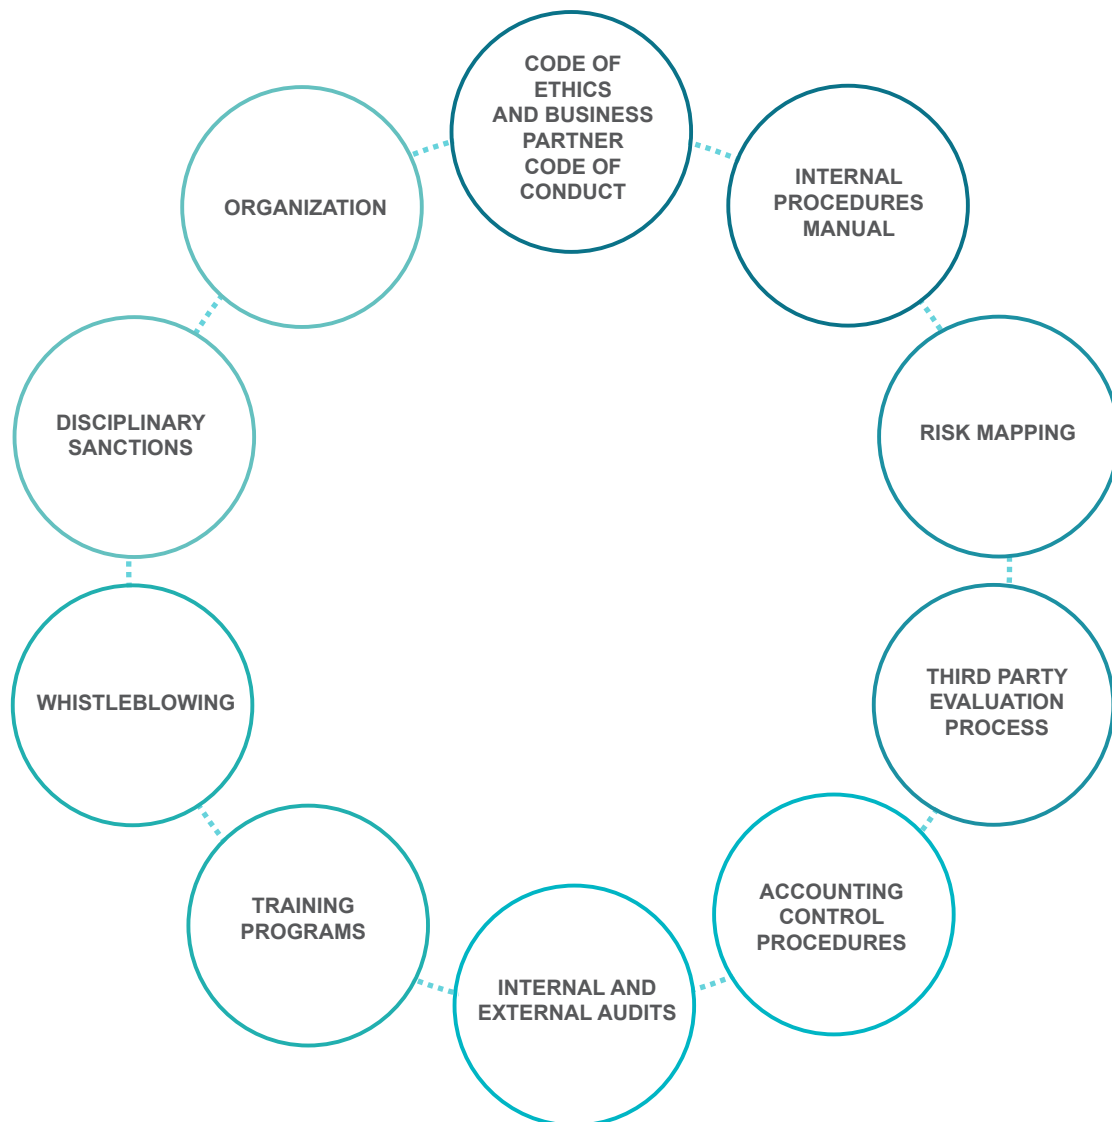 CODE OF
ETHICS
AND BUSINESS
PARTNER
CODE OF
CONDUCT
INTERNAL
PROCEDURES
MANUAL
RISK MAPPING
THIRD PARTY
EVALUATION
PROCESS
ACCOUNTING
CONTROL
PROCEDURES
INTERNAL AND
EXTERNAL AUDITS
TRAINING
PROGRAMS
WHISTLEBLOWING
DISCIPLINARY
SANCTIONS
ORGANIZATION